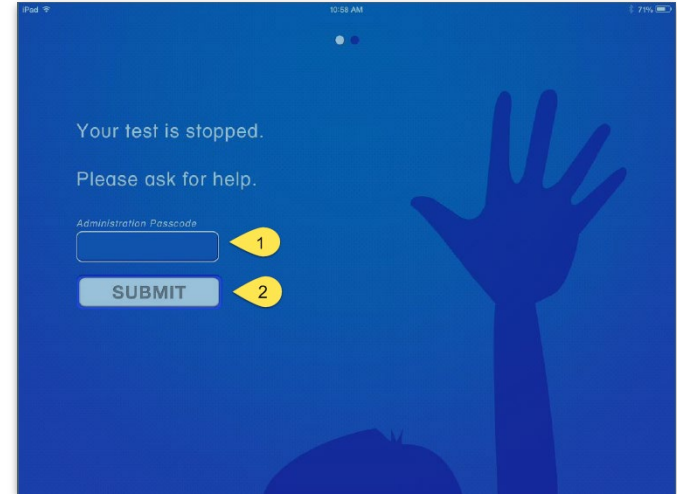 iPad 10:58 AM 71%
Your test is stopped.
Please ask for help.
Administration Passcode
1
SUBMIT 2